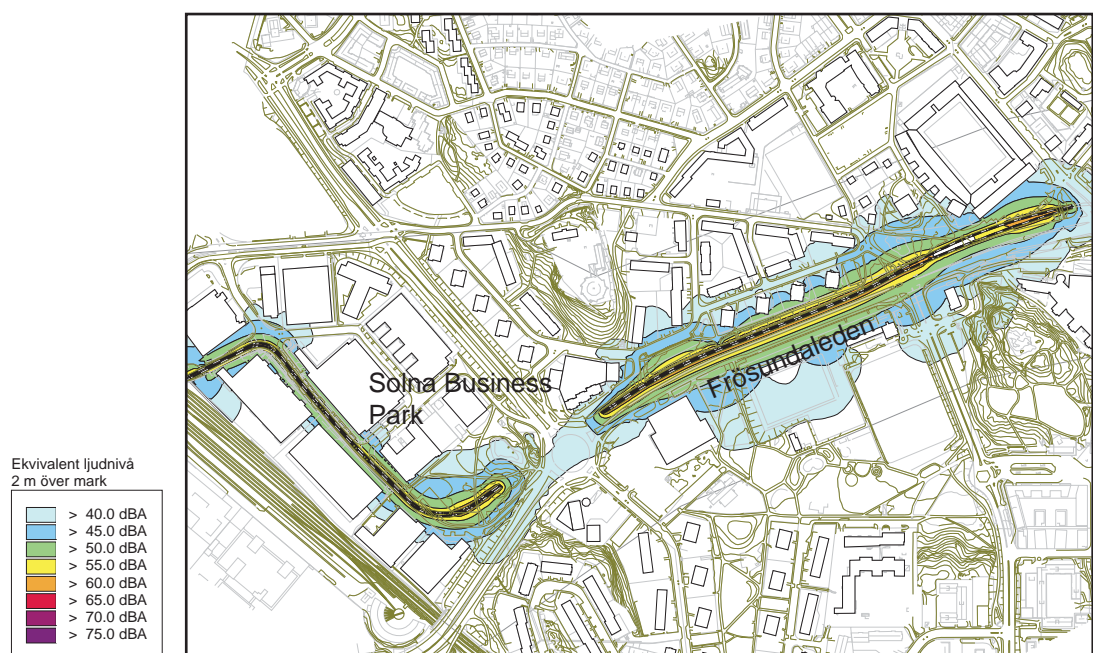 Solna Business
Park
Frösundaleden
Ekvivalent ljudnivå
2 m över mark
> 40.0 dBA
> 45.0 dBA
> 50.0 dBA
> 55.0 dBA
> 60.0 dBA
> 65.0 dBA
> 70.0 dBA
> 75.0 dBA